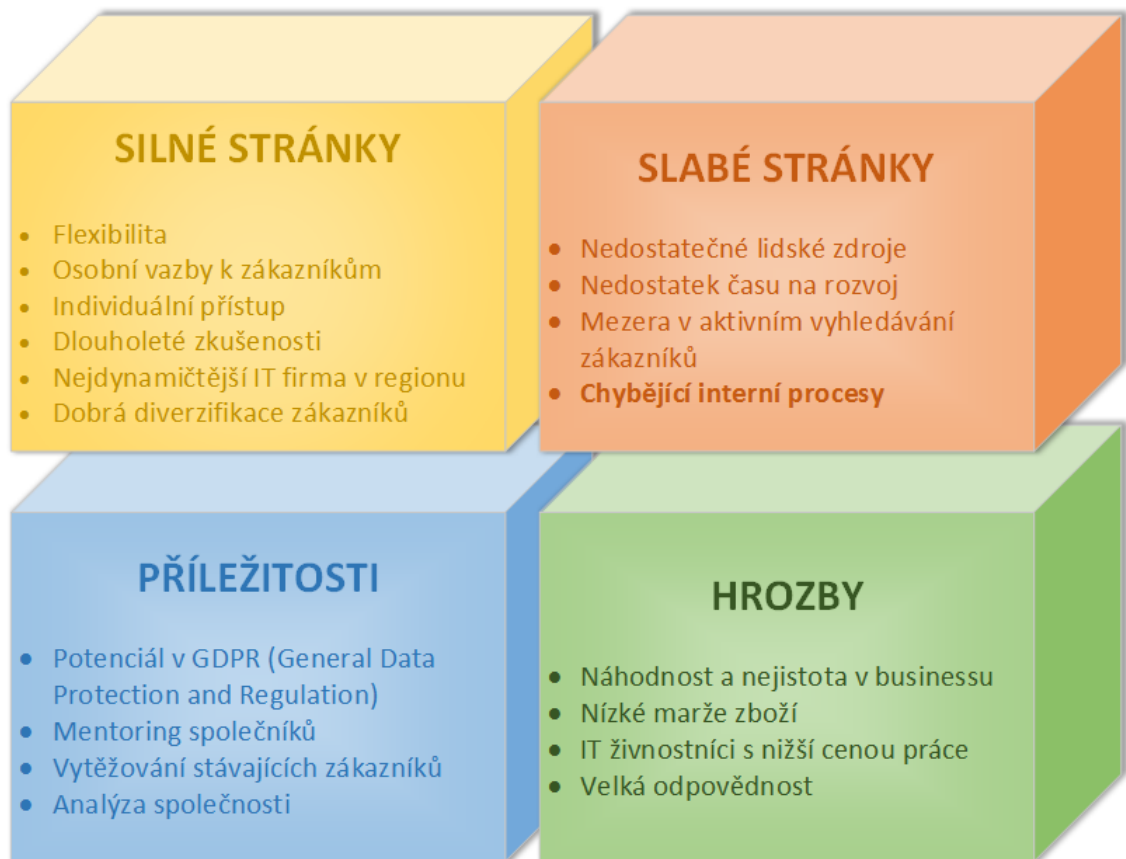 SILNÉ STRÁNKY
• Flexibilita
• Osobní vazby k zákazníkům
• Individuální přístup
• Dlouholeté zkušenosti
• Nejdynamičtější IT firma v regionu
• Dobrá diverzifikace zákazníků
SLABÉ STRÁNKY
• Nedostatečné lidské zdroje
• Nedostatek času na rozvoj
• Mezera v aktivním vyhledávání
zákazníků
• Chybějící interní procesy
PŘÍLEŽITOSTI
• Potenciál v GDPR (General Data
Protection and Regulation)
• Mentoring společníků
• Vytěžování stávajících zákazníků
• Analýza společnosti
HROZBY
• Náhodnost a nejistota v businessu
• Nízké marže zboží
• IT živnostníci s nižší cenou práce
• Velká odpovědnost